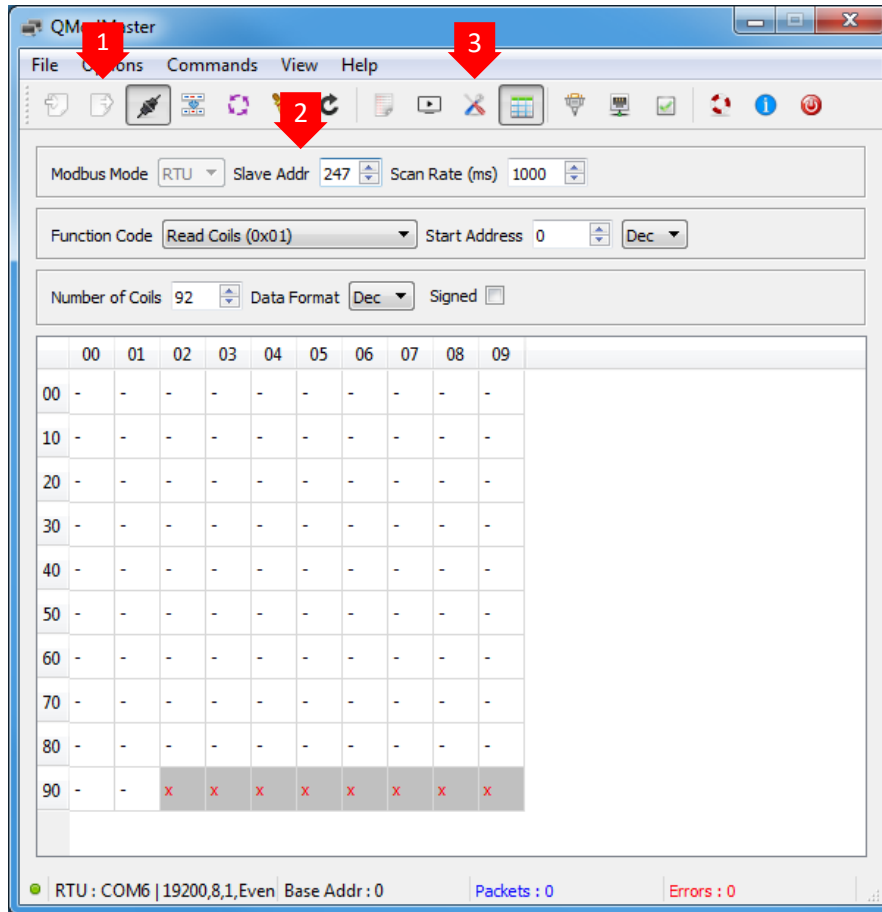 QModMaster
1
3
File Options Commands View Help
2
Modbus Mode RTU Slave Addr 247 Scan Rate (ms) 1000
Function Code Read Coils (0x01) Start Address 0 Dec
Number of Coils 92 Data Format Dec Signed
00 01 02 03 04 05 06 07 08 09
00 - - - - - - - - - -
10 - - - - - - - - - -
20 - - - - - - - - - -
30 - - - - - - - - - -
40 - - - - - - - - - -
50 - - - - - - - - - -
60 - - - - - - - - - -
70 - - - - - - - - - -
80 - - - - - - - - - -
90 - - x x x x x x x x
RTU : COM6 | 19200,8,1,Even Base Addr : 0 Packets : 0 Errors : 0